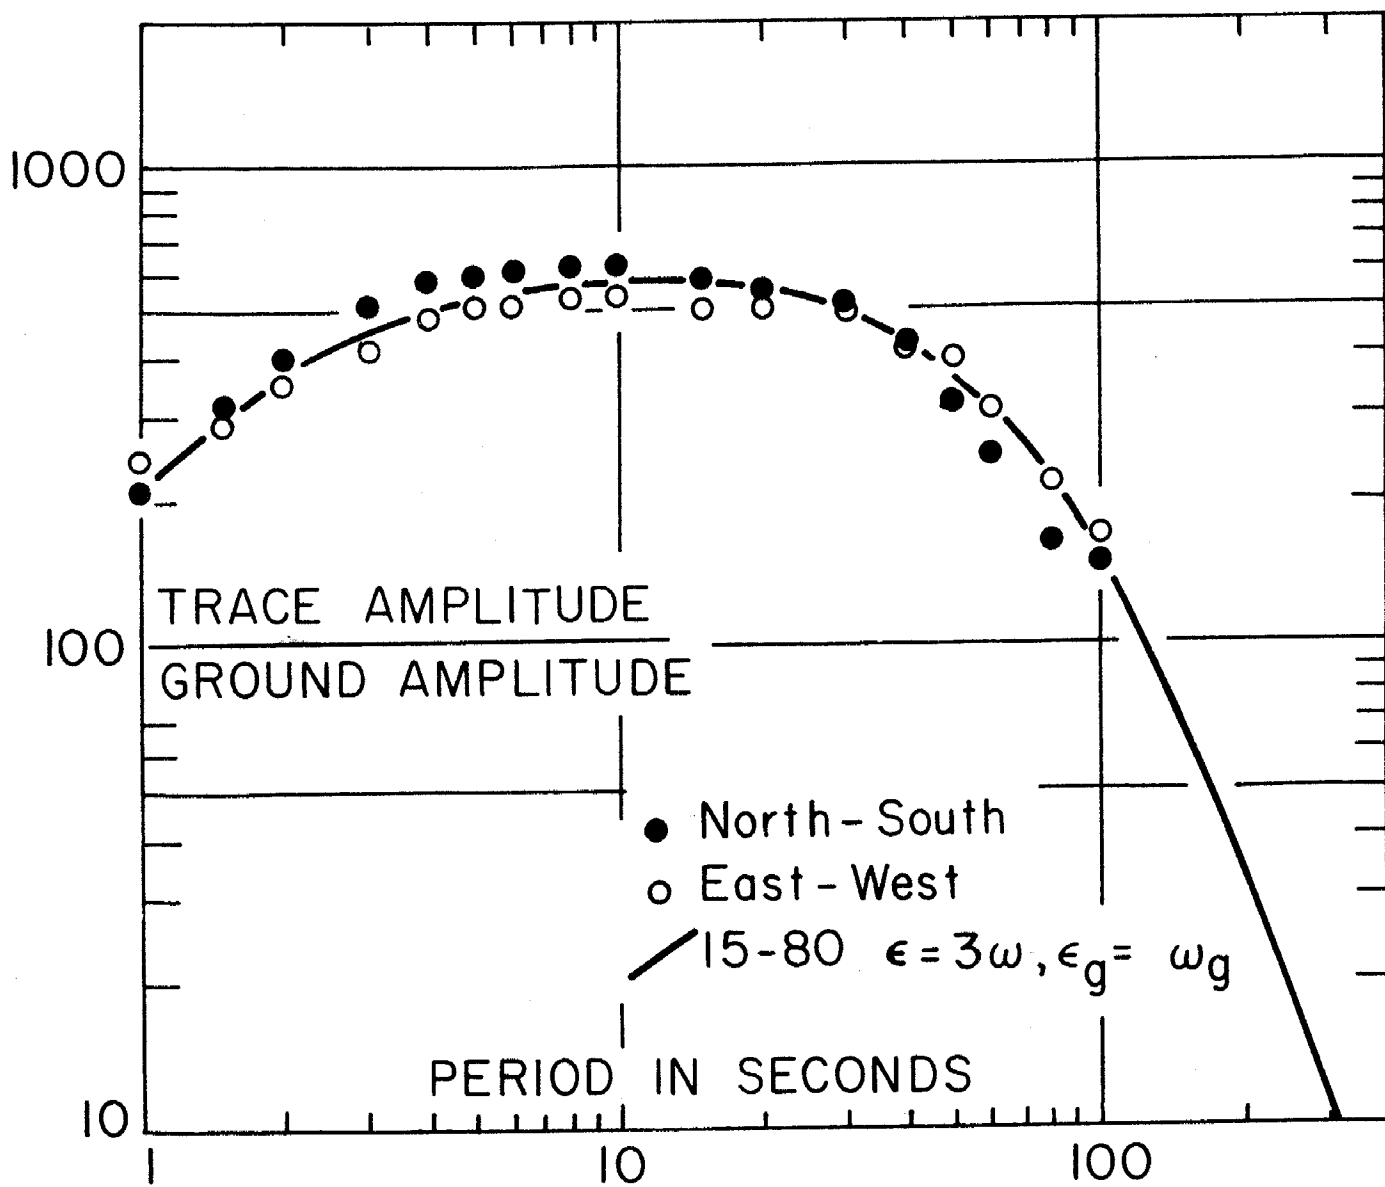 1000
TRACE AMPLITUDE
100
GROUND AMPLITUDE
North-South
East-West
15-80 ϵ=3ω, ϵg= ωg
PERIOD IN SECONDS
10
1 10 100